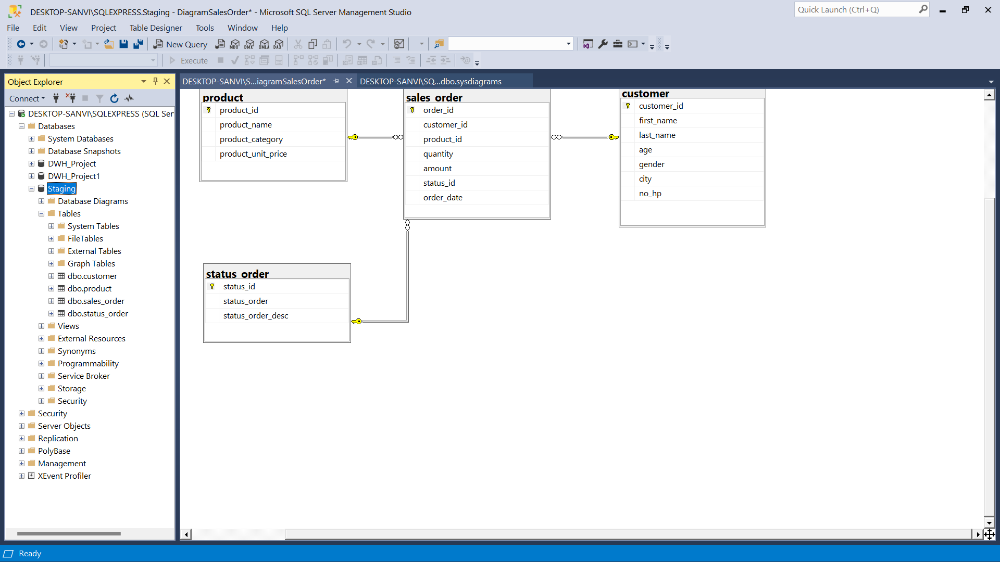 DESKTOP-SANVI\SQLEXPRESS.Staging - DiagramSalesOrder* - Microsoft SQL Server Management Studio
Quick Launch (Ctrl+Q)
File Edit View Project Table Designer Tools Window Help
New Query MDX DMX XMLA DAX
Execute
Object Explorer
Connect
DESKTOP-SANVI\SQLEXPRESS (SQL Ser
Databases
System Databases
Database Snapshots
DWH_Project
DWH_Project1
Staging
Database Diagrams
Tables
System Tables
FileTables
External Tables
Graph Tables
dbo.customer
dbo.product
dbo.sales_order
dbo.status_order
Views
External Resources
Synonyms
Programmability
Service Broker
Storage
Security
Security
Server Objects
Replication
PolyBase
Management
XEvent Profiler
DESKTOP-SANVI\S...iagramSalesOrder*
DESKTOP-SANVI\SQ...dbo.sysdiagrams
product
product_id
product_name
product_category
product_unit_price
sales_order
order_id
customer_id
product_id
quantity
amount
status_id
order_date
customer
customer_id
first_name
last_name
age
gender
city
no_hp
status_order
status_id
status_order
status_order_desc
Ready